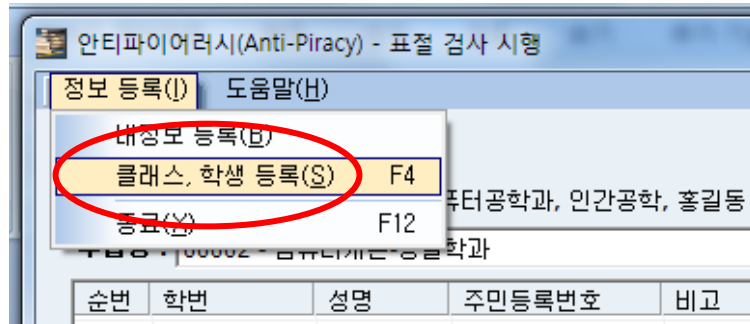 안티파이어러시(Anti-Piracy) - 표절 검사 시행
정보 등록(I) 도움말(H)
내정보 등록(B)
클래스, 학생 등록(S) F4
퓨터공학과, 인간공학, 홍길동
종료(X) F12
00002 -
학과
순번 학번 성명 주민등록번호 비고